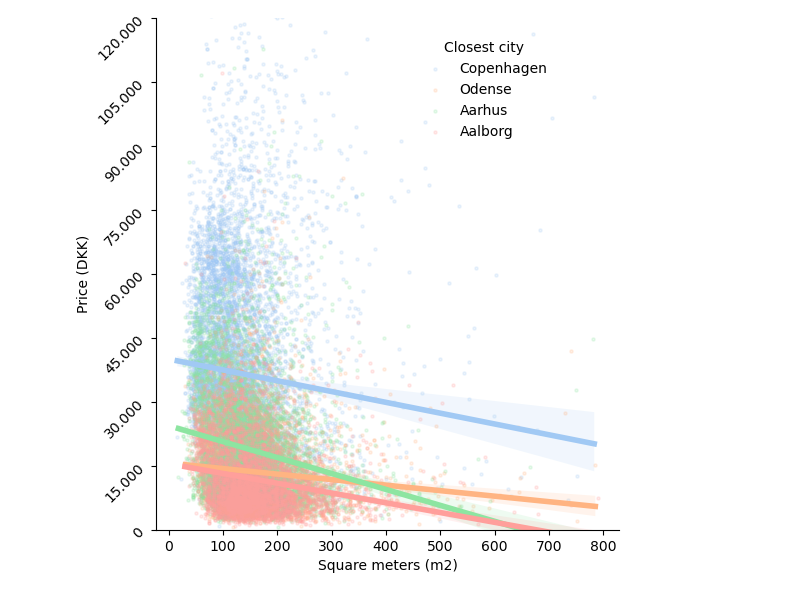 120.000
105.000
90.000
75.000
60.000
45.000
30.000
15.000
0
Price (DKK)
Closest city
Copenhagen
Odense
Aarhus
Aalborg
0 100 200 300 400 500 600 700 800
Square meters (m2)